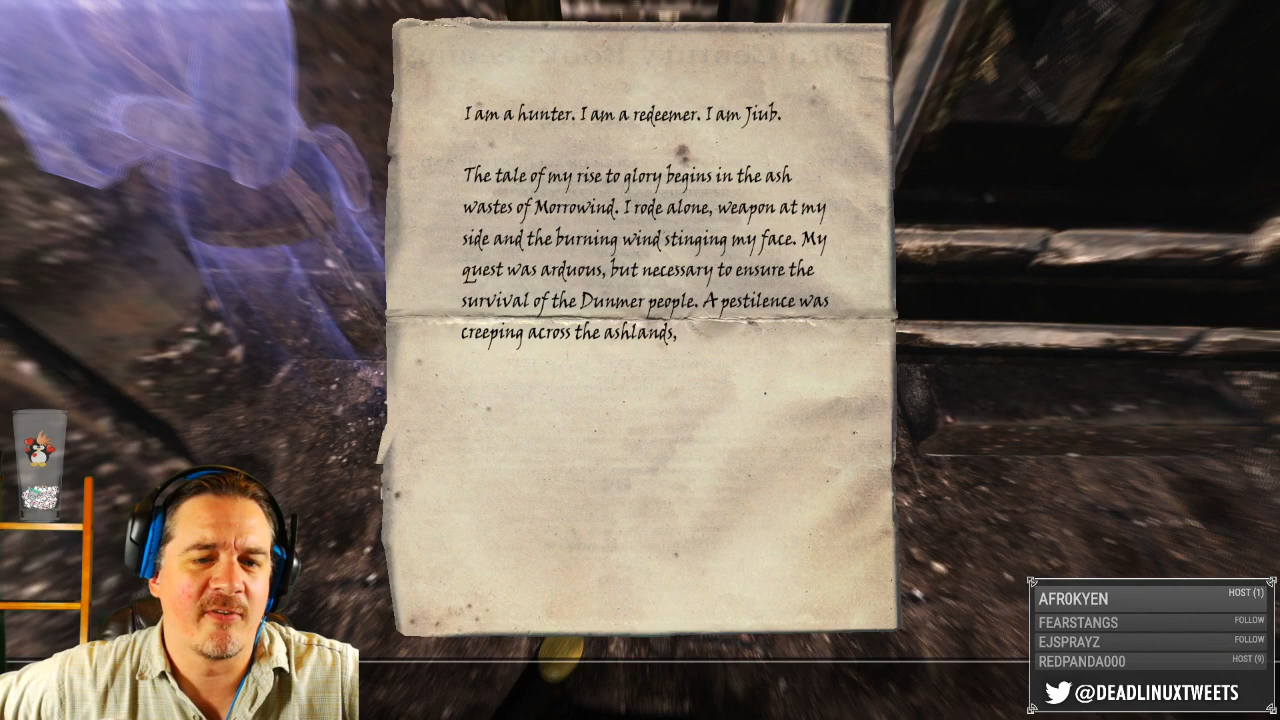 I am a hunter. I am a redeemer. I am Jiub.
The tale of my rise to glory begins in the ash
wastes of Morrowind. I rode alone, weapon at my
side and the burning wind stinging my face. My
quest was arduous, but necessary to ensure the
survival of the Dunmer people. A pestilence was
creeping across the ashlands,
AFR0KYEN HOST (1)
FEARSTANGS FOLLOW
EJSPRAYZ FOLLOW
REDPANDA000 HOST (9)
@DEADLINUXTWEETS